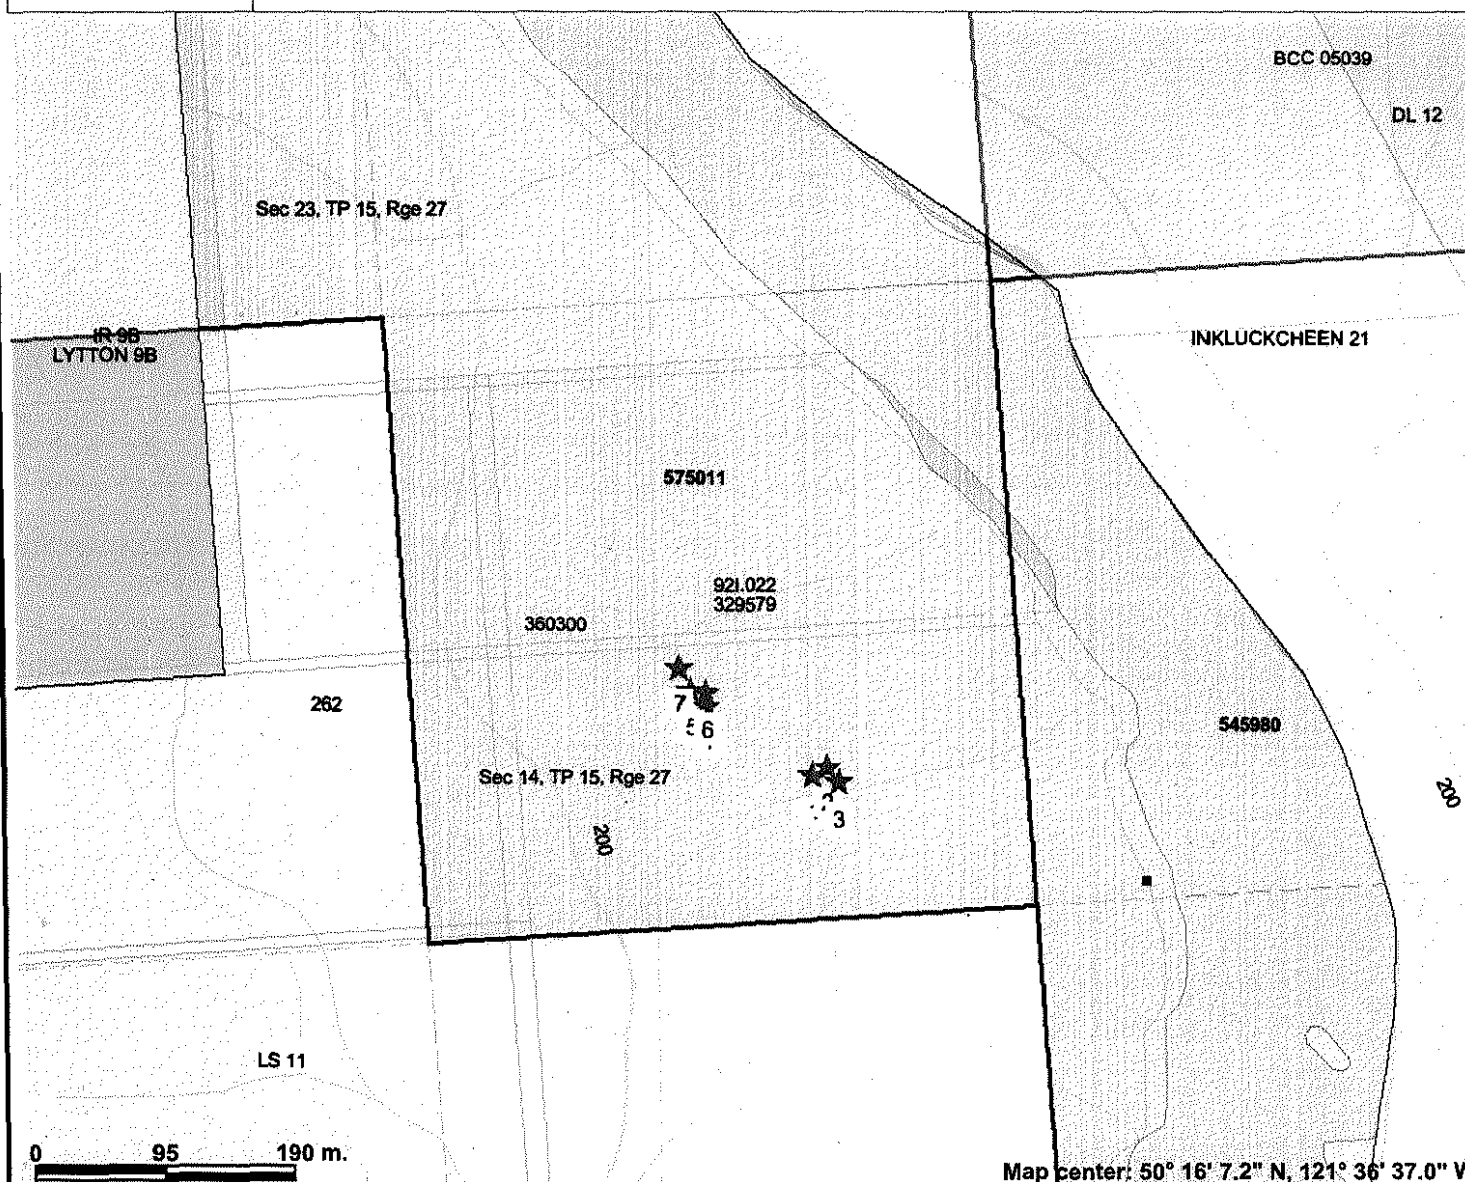 BCC 05039
DL 12
Sec 23, TP 15, Rge 27
IR 9B
LYTTON 9B
INKLUCKCHEEN 21
575011
92I.022
329579
360300
262
7
6
545980
Sec 14, TP 15, Rge 27
200
200
3
LS 11
0 95 190 m.
Map center: 50° 16' 7.2" N, 121° 36' 37.0" W